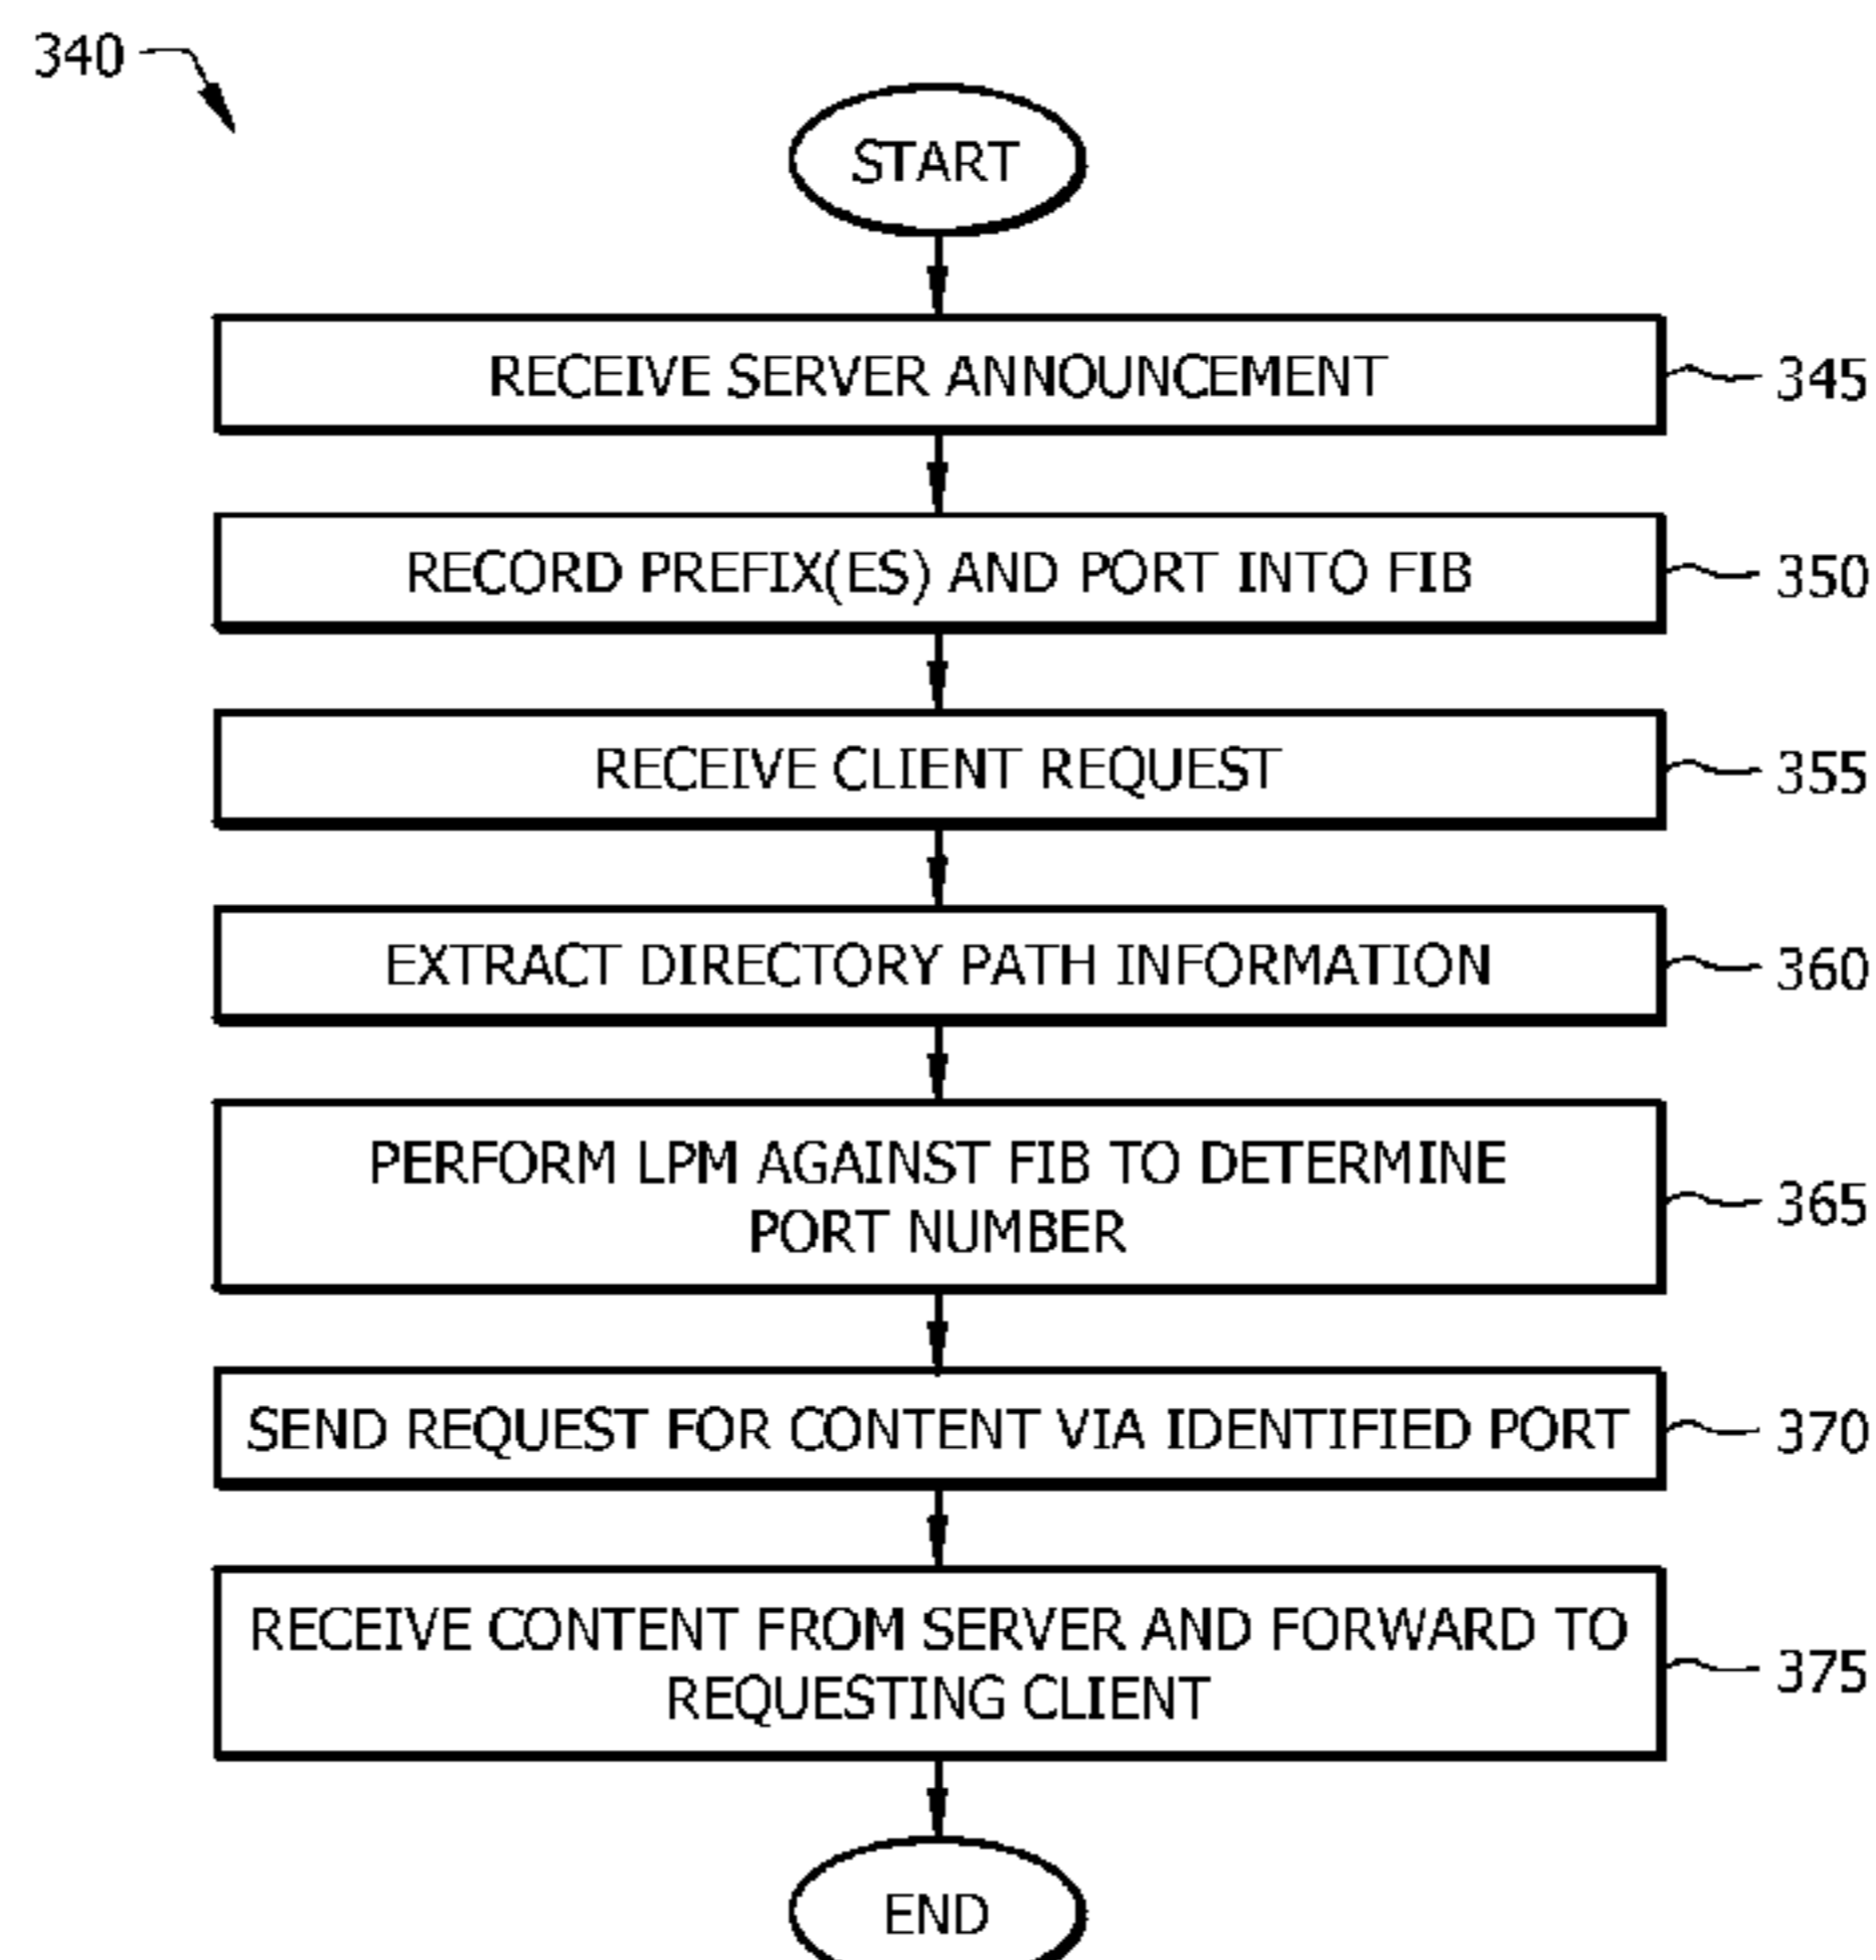 340
START
RECEIVE SERVER ANNOUNCEMENT
345
RECORD PREFIX(ES) AND PORT INTO FIB
350
RECEIVE CLIENT REQUEST
355
EXTRACT DIRECTORY PATH INFORMATION
360
PERFORM LPM AGAINST FIB TO DETERMINE
PORT NUMBER
365
SEND REQUEST FOR CONTENT VIA IDENTIFIED PORT
370
RECEIVE CONTENT FROM SERVER AND FORWARD TO
REQUESTING CLIENT
375
END